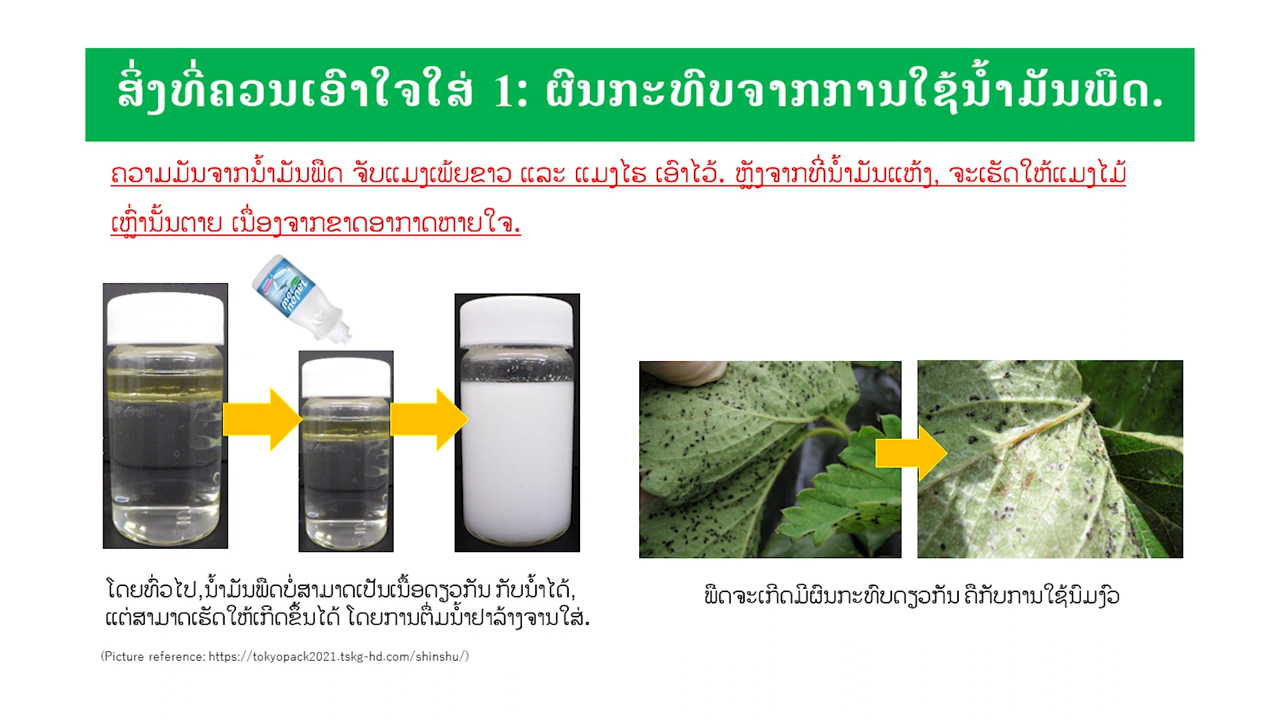 ສິ່ງທີ່ຄວນເອົາໃຈໃສ່ 1: ຜົນກະທົບຈາກການໃຊ້ນ້ຳມັນພືດ.
ຄວາມມັນຈາກນ້ຳມັນພືດ ຈັບແມງເພ້ຍຂາວ ແລະ ແມງໄຮ ເອົາໄວ້. ຫຼັງຈາກທີ່ນ້ຳມັນແຫ້ງ, ຈະເຮັດໃຫ້ແມງໄມ້
ເຫຼົ່ານັ້ນຕາຍ ເນື່ອງຈາກຂາດອາກາດຫາຍໃຈ.
ໂດຍທົ່ວໄປ,ນ້ຳມັນພືດບໍ່ສາມາດເປັນເນື້ອດຽວກັນ ກັບນ້ຳໄດ້,
ແຕ່ສາມາດເຮັດໃຫ້ເກີດຂຶ້ນໄດ້ ໂດຍການຕື່ມນ້ຳຢາລ້າງຈານໃສ່.
ພືດຈະເກີດມີຜົນກະທົບດຽວກັນ ຄືກັບການໃຊ້ນົມງົວ
(Picture reference: https://tokyopack2021.tskg-hd.com/shinshu/)